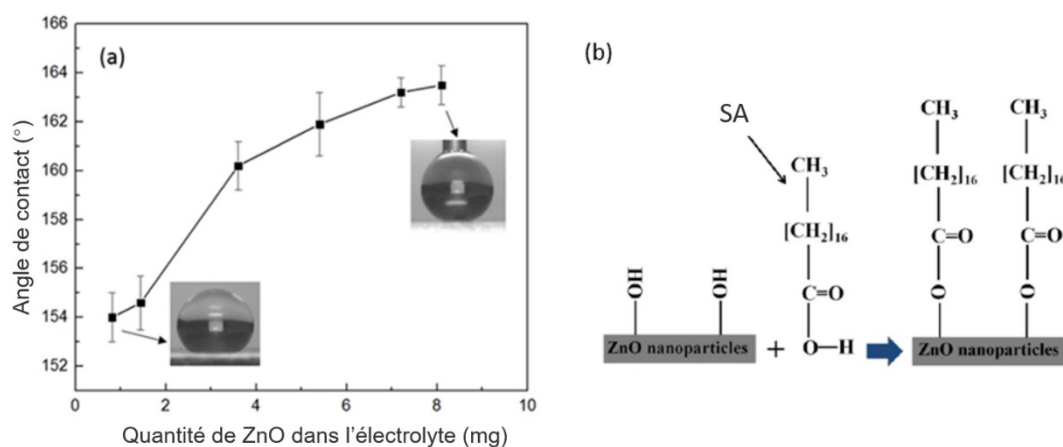 (a)
166
164
162
160
158
156
154
152
Angle de contact (°)
0 2 4 6 8 10
Quantité de ZnO dans l'électrolyte (mg)
(b)
SA
CH₃
[CH₂]₁₆
C=O
O—H
OH OH
ZnO nanoparticles
+
CH₃ CH₃
[CH₂]₁₆ [CH₂]₁₆
C=O C=O
O O
ZnO nanoparticles